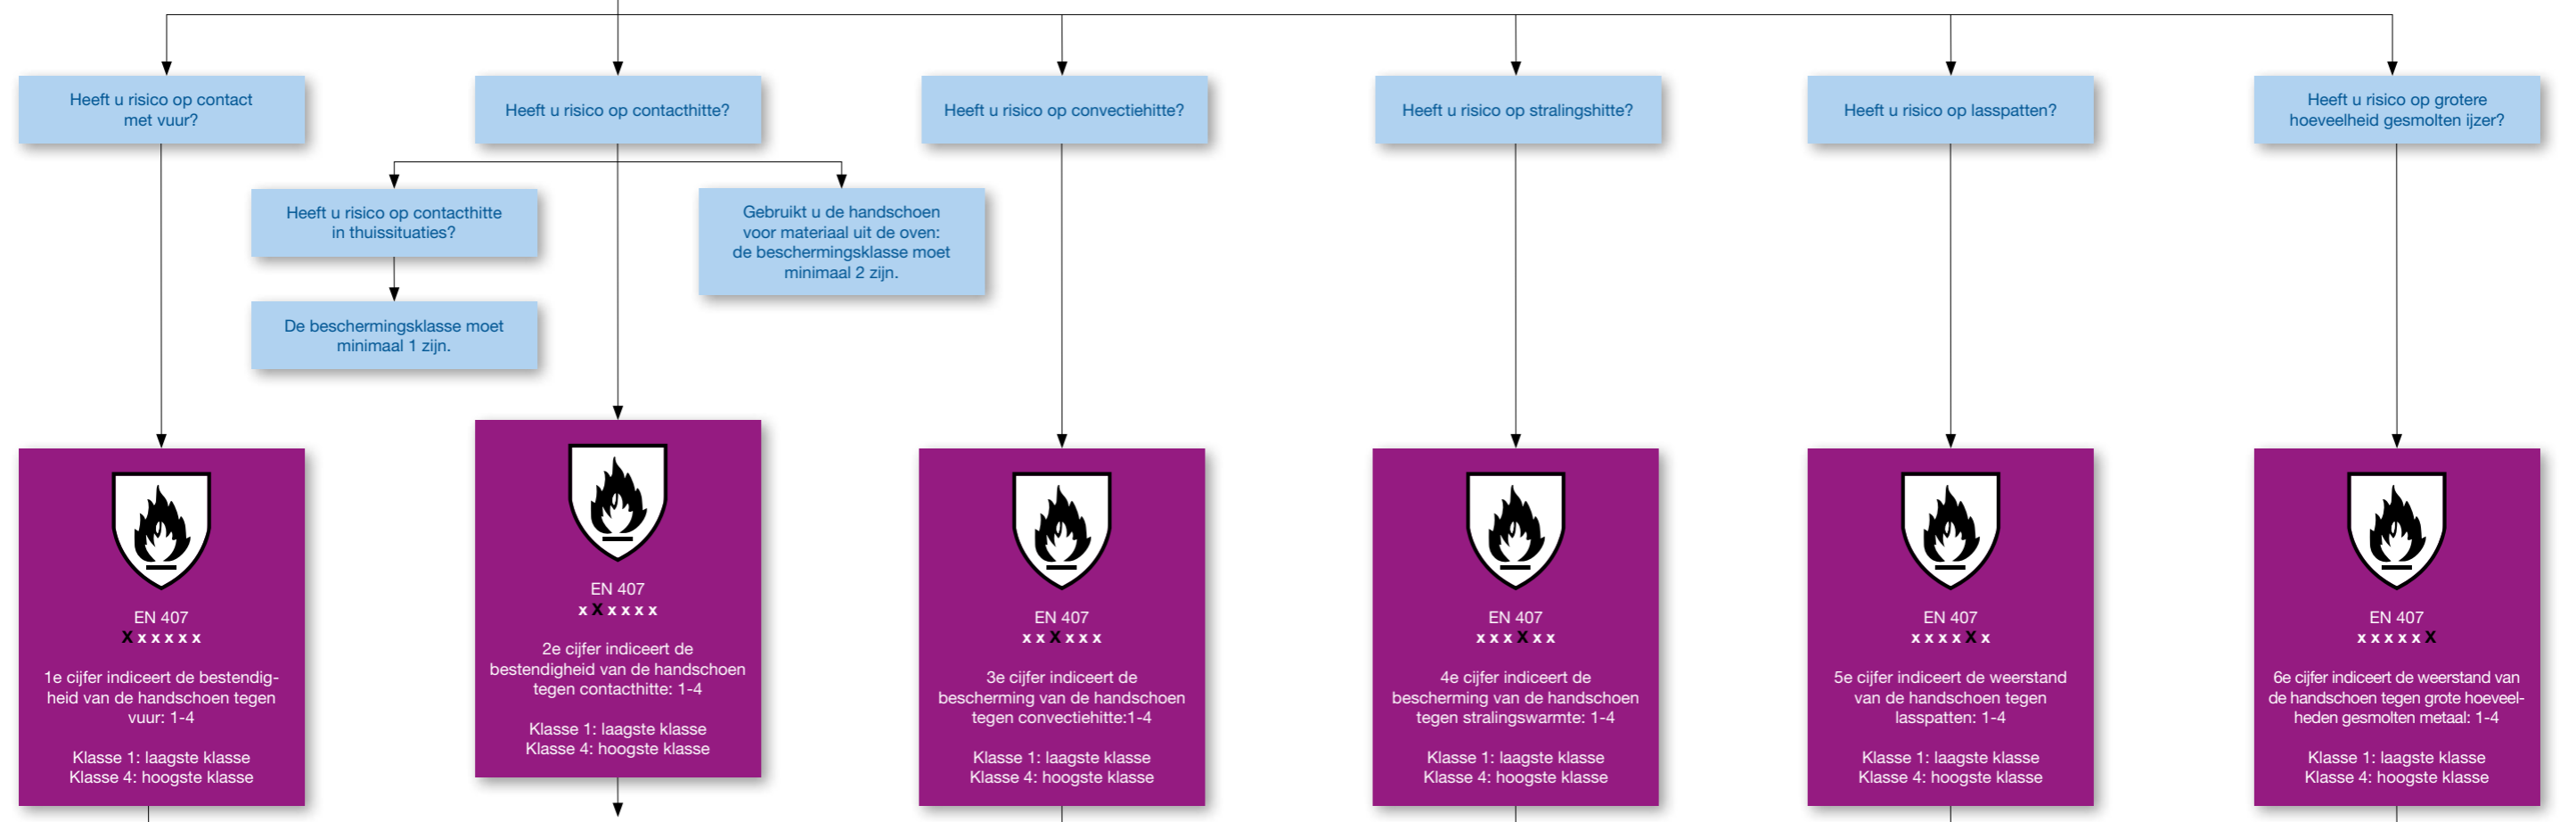 Heeft u risico op contact
met vuur?
Heeft u risico op contacthitte?
Heeft u risico op convectiehitte?
Heeft u risico op stralingshitte?
Heeft u risico op lasspatten?
Heeft u risico op grotere
hoeveelheid gesmolten ijzer?
Heeft u risico op contacthitte
in thuissituaties?
Gebruikt u de handschoen
voor materiaal uit de oven:
de beschermingsklasse moet
minimaal 2 zijn.
De beschermingsklasse moet
minimaal 1 zijn.
EN 407
X x x x x x
1e cijfer indiceert de bestendig-
heid van de handschoen tegen
vuur: 1-4
Klasse 1: laagste klasse
Klasse 4: hoogste klasse
EN 407
x X x x x x
2e cijfer indiceert de
bestendigheid van de handschoen
tegen contacthitte: 1-4
Klasse 1: laagste klasse
Klasse 4: hoogste klasse
EN 407
x x X x x x
3e cijfer indiceert de
bescherming van de handschoen
tegen convectiehitte:1-4
Klasse 1: laagste klasse
Klasse 4: hoogste klasse
EN 407
x x x X x x
4e cijfer indiceert de
bescherming van de handschoen
tegen stralingswarmte: 1-4
Klasse 1: laagste klasse
Klasse 4: hoogste klasse
EN 407
x x x x X x
5e cijfer indiceert de weerstand
van de handschoen tegen
lasspatten: 1-4
Klasse 1: laagste klasse
Klasse 4: hoogste klasse
EN 407
x x x x x X
6e cijfer indiceert de weerstand van
de handschoen tegen grote hoeveel-
heden gesmolten metaal: 1-4
Klasse 1: laagste klasse
Klasse 4: hoogste klasse